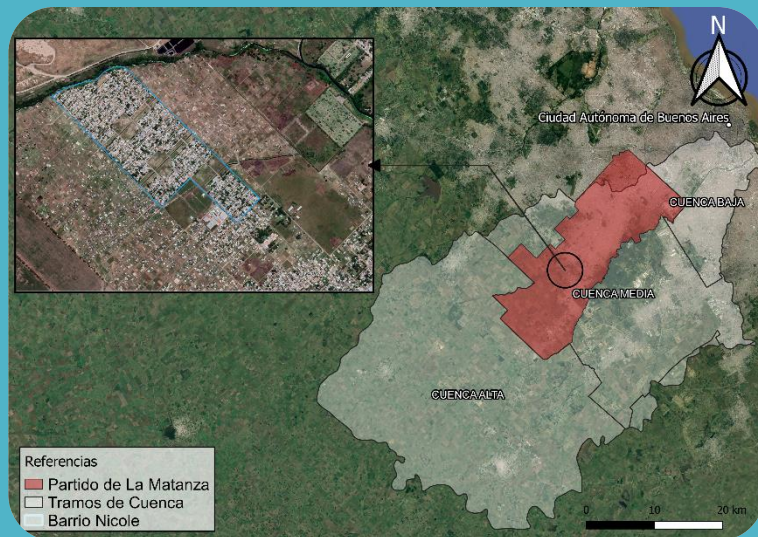 N
Ciudad Autónoma de Buenos Aires
CUENCA BAJA
CUENCA MEDIA
CUENCA ALTA
Referencias
Partido de La Matanza
Tramos de Cuenca
Barrio Nicole
0 10 20 km